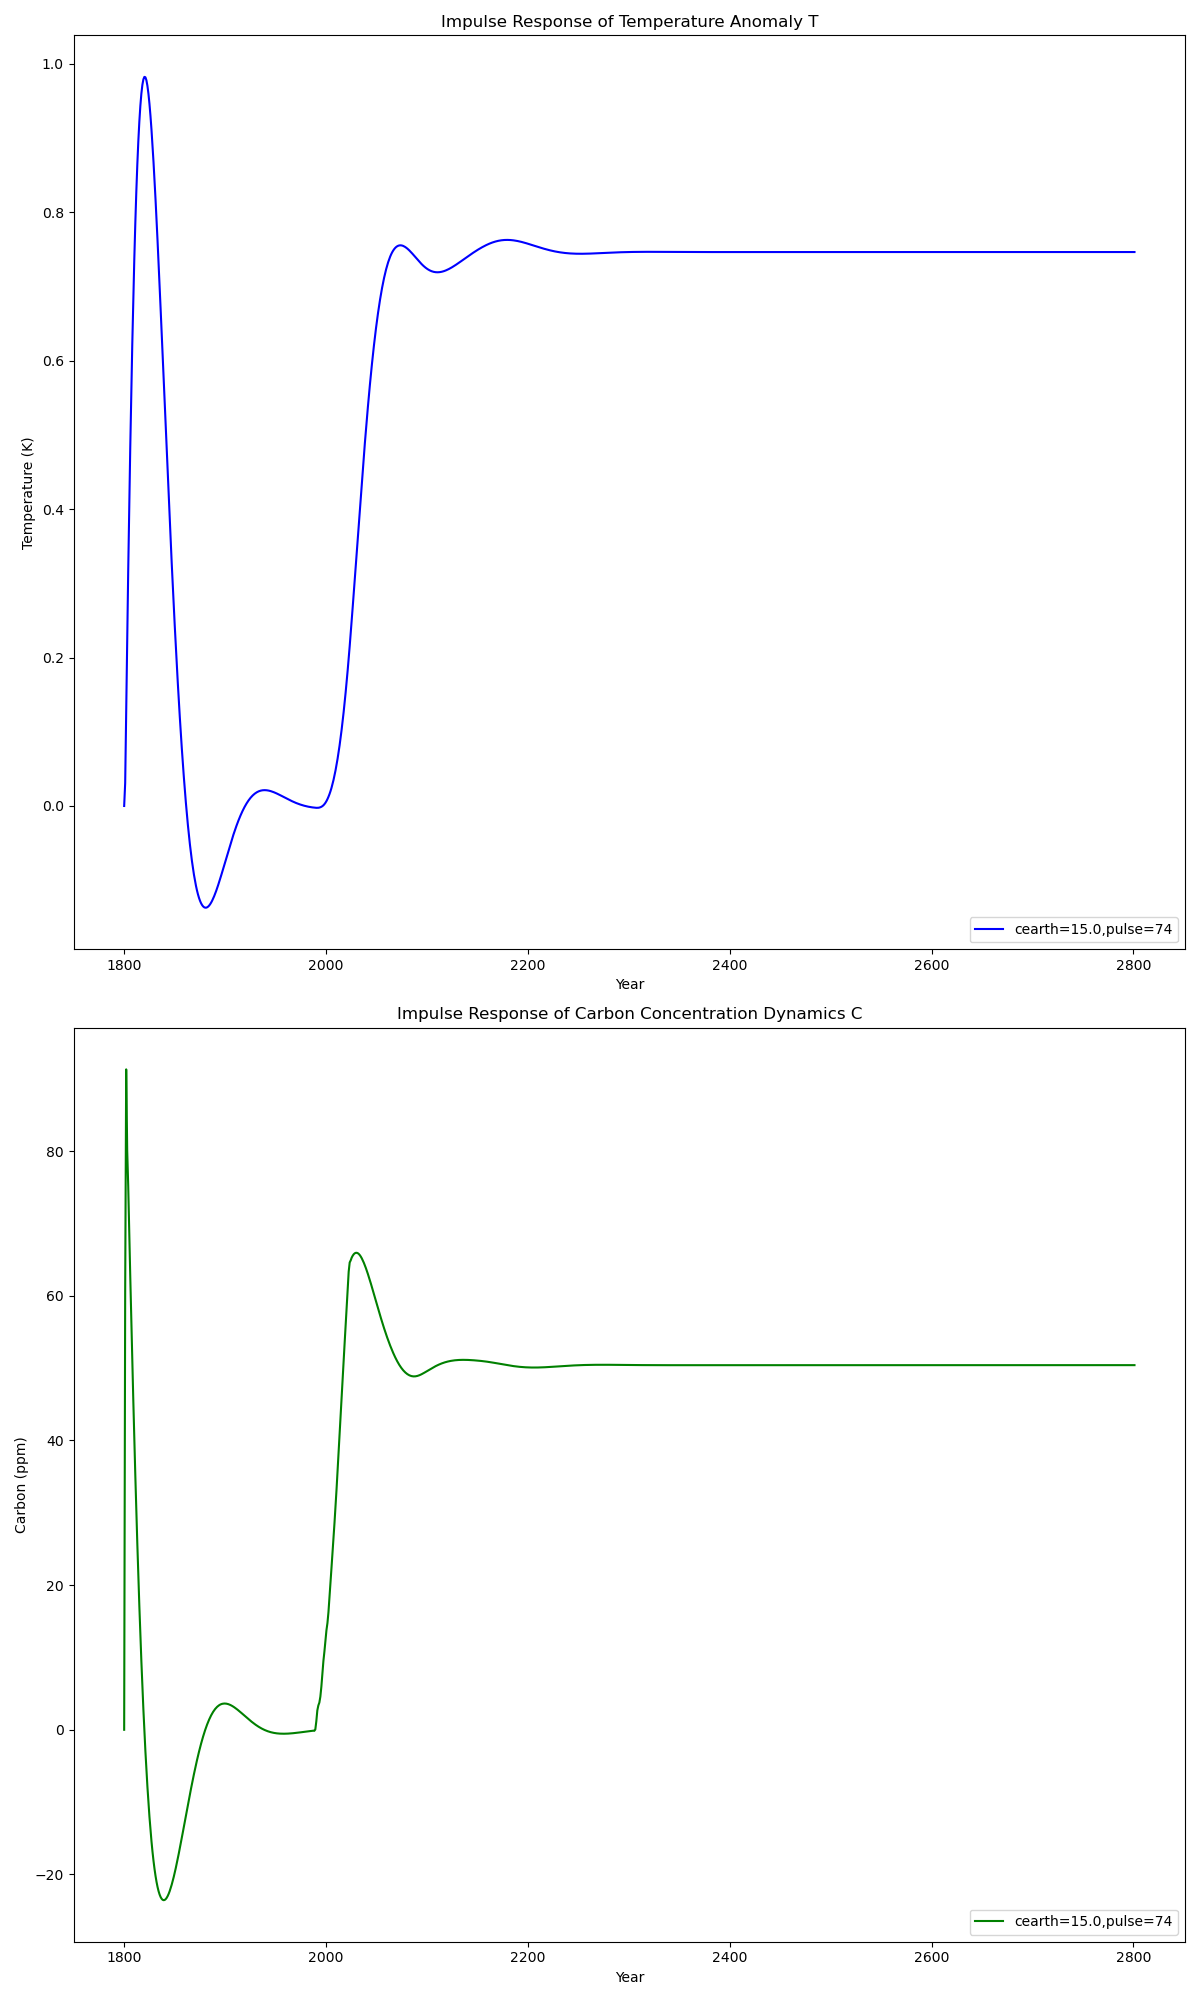 Impulse Response of Temperature Anomaly T
1.0
0.8
0.6
0.4
0.2
0.0
Temperature (K)
cearth=15.0,pulse=74
1800 2000 2200 2400 2600 2800
Year
Impulse Response of Carbon Concentration Dynamics C
80
60
40
20
0
−20
Carbon (ppm)
cearth=15.0,pulse=74
1800 2000 2200 2400 2600 2800
Year